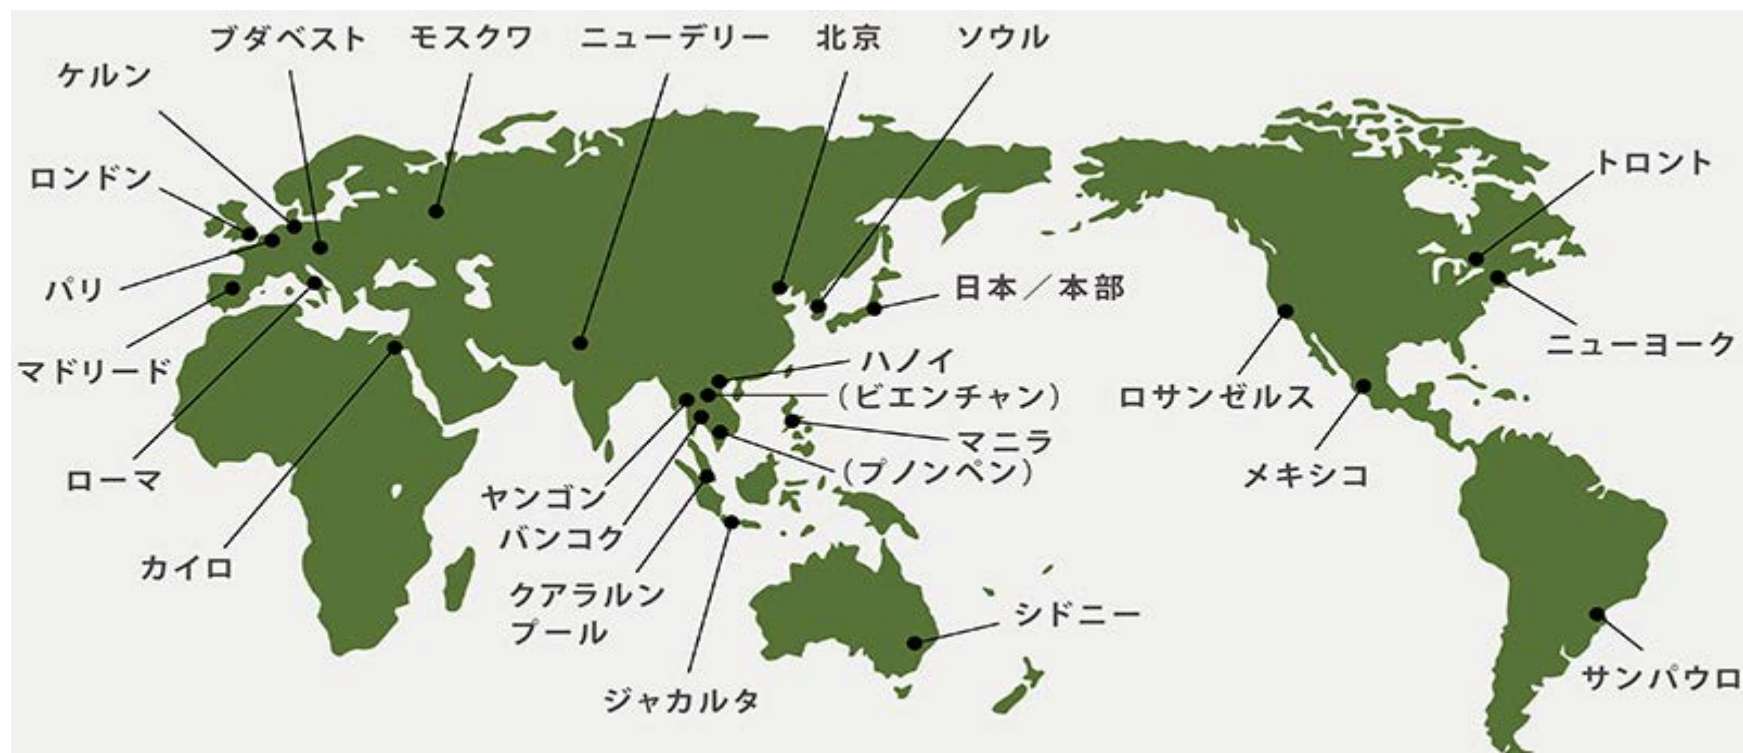 ブダペスト
モスクワ
ニューデリー
北京
ソウル
ケルン
トロント
ロンドン
パリ
日本／本部
ニューヨーク
マドリード
ハノイ
（ビエンチャン）
ロサンゼルス
マニラ
（プノンペン）
メキシコ
ローマ
ヤンゴン
バンコク
カイロ
クアラルン
プール
シドニー
サンパウロ
ジャカルタ